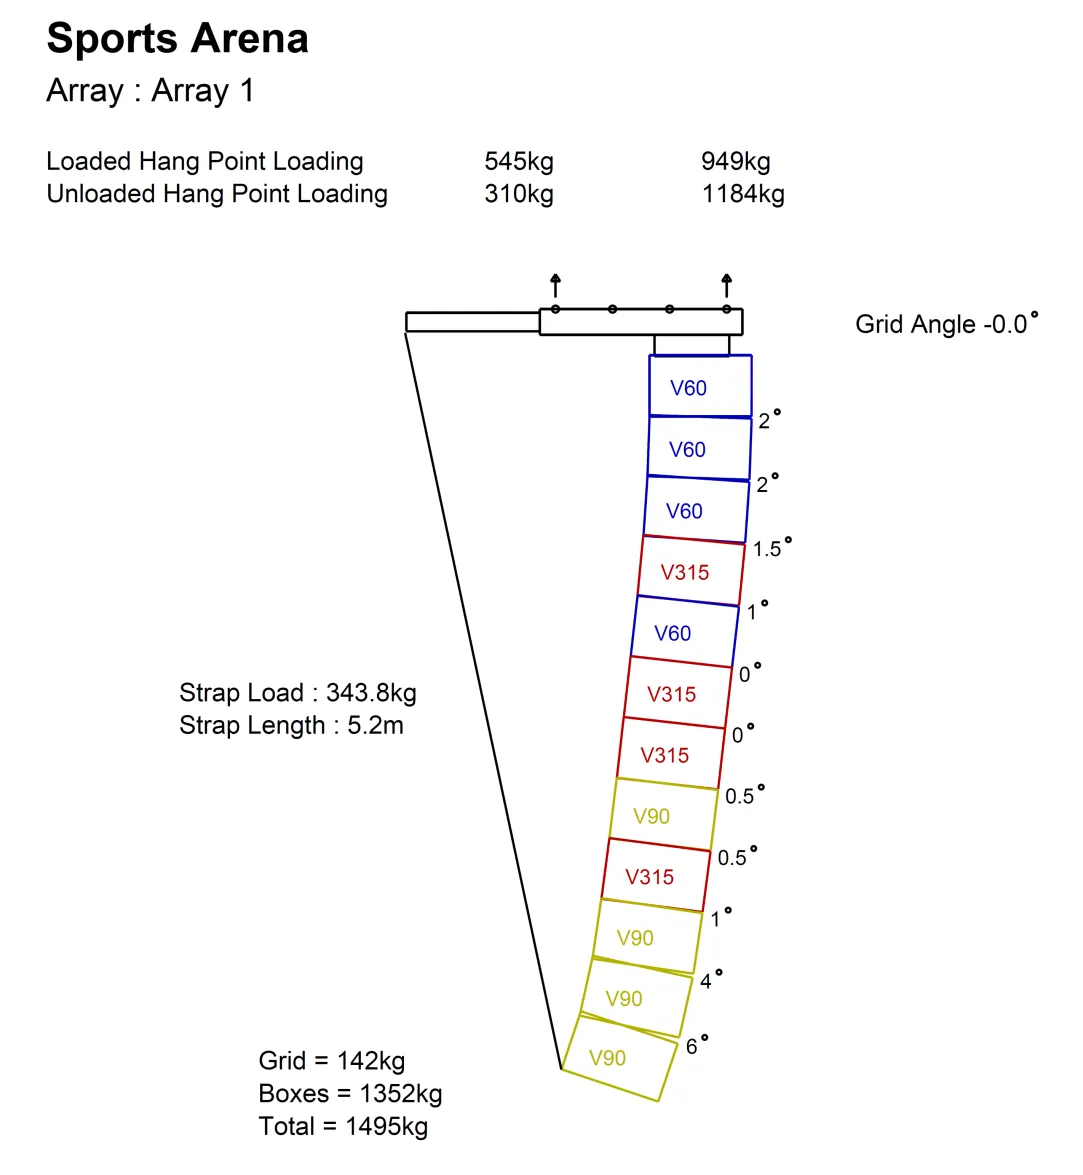 Sports Arena
Array : Array 1
Loaded Hang Point Loading 545kg 949kg
Unloaded Hang Point Loading 310kg 1184kg
Grid Angle -0.0°
V60
2°
V60
2°
V60
1.5°
V315
1°
V60
0°
V315
0°
V315
0.5°
V90
0.5°
V315
1°
V90
4°
V90
6°
V90
Strap Load : 343.8kg
Strap Length : 5.2m
Grid = 142kg
Boxes = 1352kg
Total = 1495kg